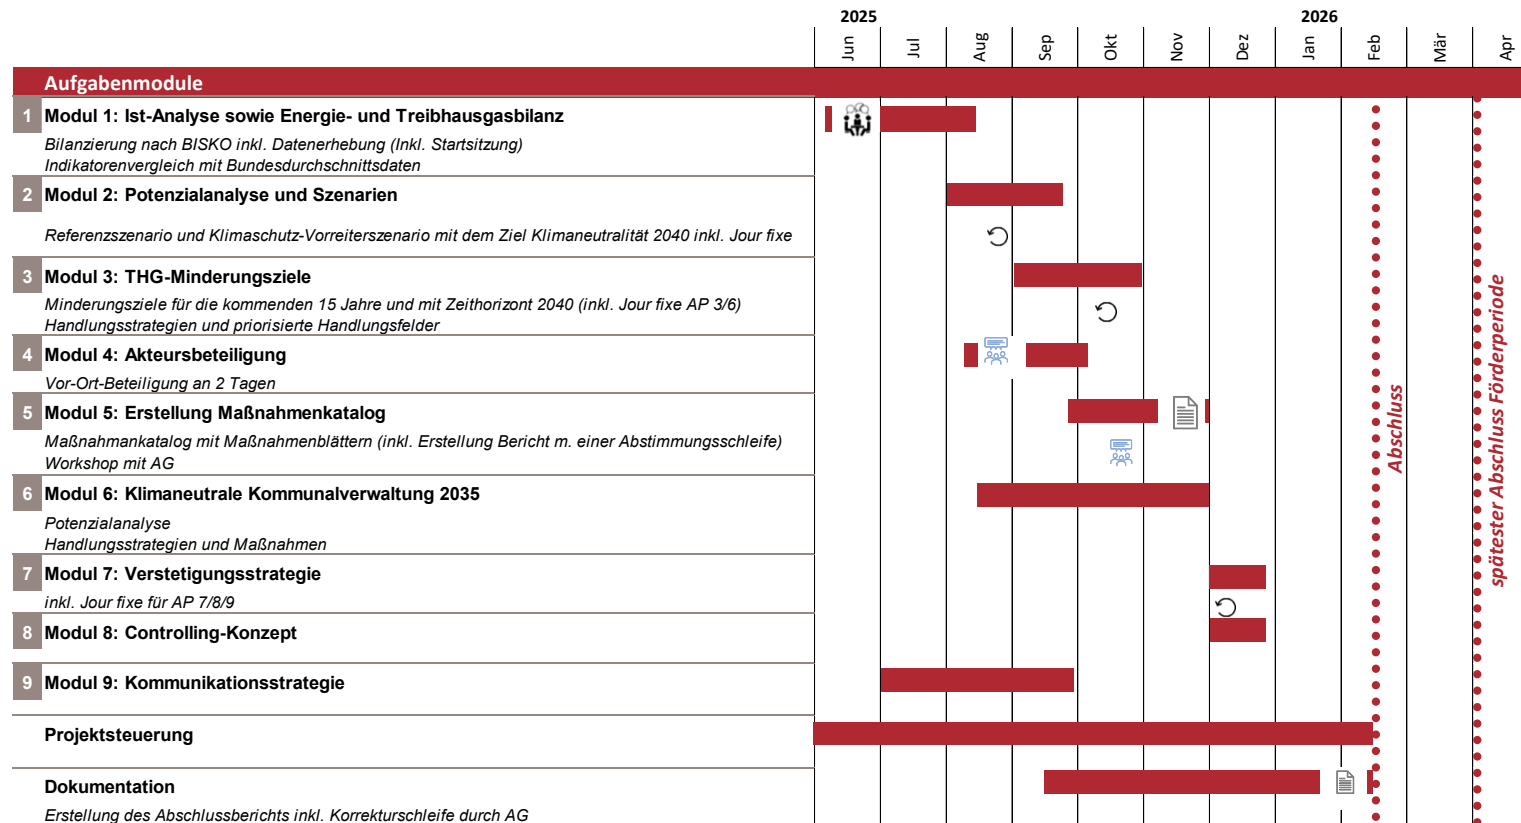 2025
2026
Jun
Jul
Aug
Sep
Okt
Nov
Dez
Jan
Feb
Mär
Apr
Aufgabenmodule
1 Modul 1: Ist-Analyse sowie Energie- und Treibhausgasbilanz
Bilanzierung nach BISKO inkl. Datenerhebung (Inkl. Startsitzung)
Indikatorenvergleich mit Bundesdurchschnittsdaten
2 Modul 2: Potenzialanalyse und Szenarien
Referenzszenario und Klimaschutz-Vorreiterszenario mit dem Ziel Klimaneutralität 2040 inkl. Jour fixe
3 Modul 3: THG-Minderungsziele
Minderungsziele für die kommenden 15 Jahre und mit Zeithorizont 2040 (inkl. Jour fixe AP 3/6)
Handlungsstrategien und priorisierte Handlungsfelder
4 Modul 4: Akteursbeteiligung
Vor-Ort-Beteiligung an 2 Tagen
5 Modul 5: Erstellung Maßnahmenkatalog
Maßnahmankatalog mit Maßnahmenblättern (inkl. Erstellung Bericht m. einer Abstimmungsschleife)
Workshop mit AG
6 Modul 6: Klimaneutrale Kommunalverwaltung 2035
Potenzialanalyse
Handlungsstrategien und Maßnahmen
7 Modul 7: Verstetigungsstrategie
inkl. Jour fixe für AP 7/8/9
8 Modul 8: Controlling-Konzept
9 Modul 9: Kommunikationsstrategie
Projektsteuerung
Dokumentation
Erstellung des Abschlussberichts inkl. Korrekturschleife durch AG
Abschluss
spätester Abschluss Förderperiode